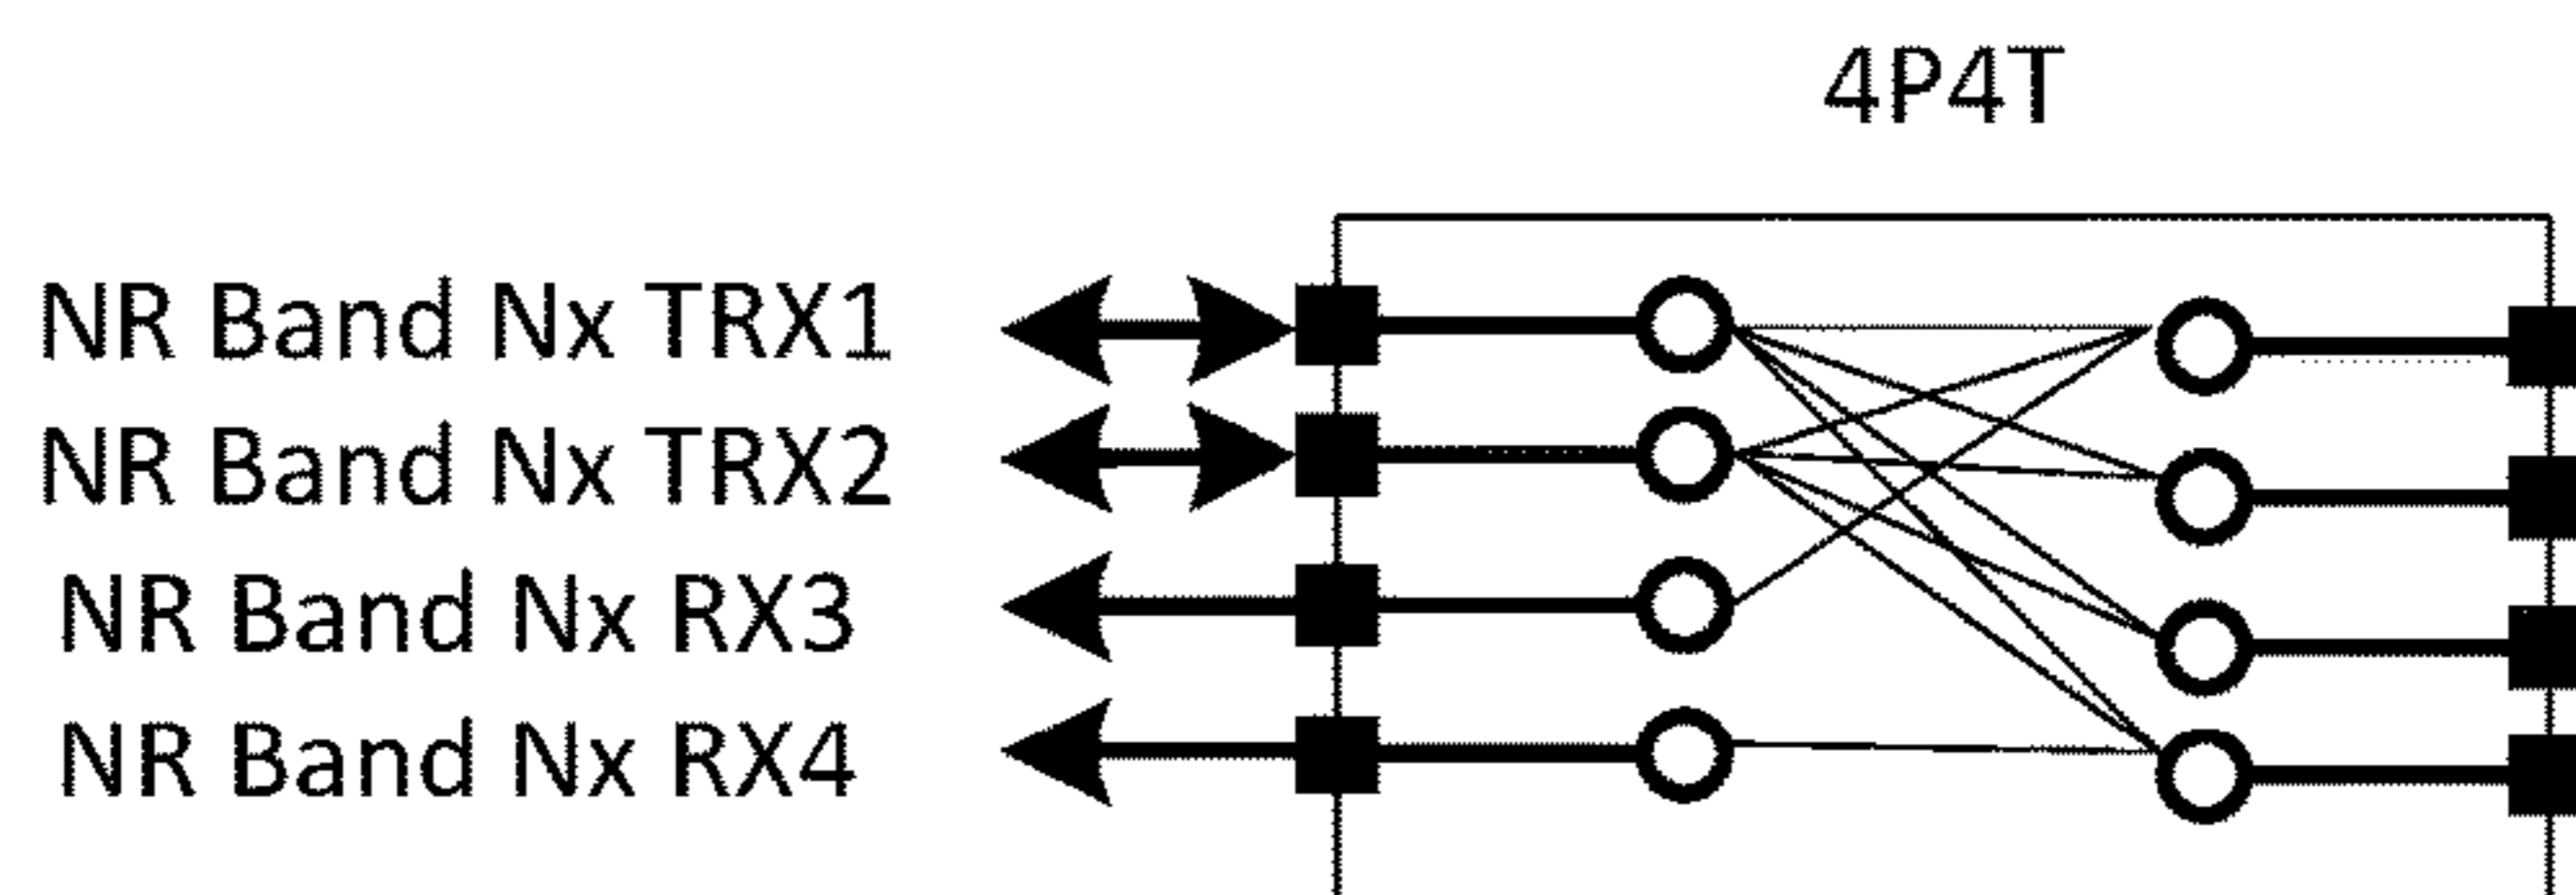 4P4T
NR Band Nx TRX1
NR Band Nx TRX2
NR Band Nx RX3
NR Band Nx RX4